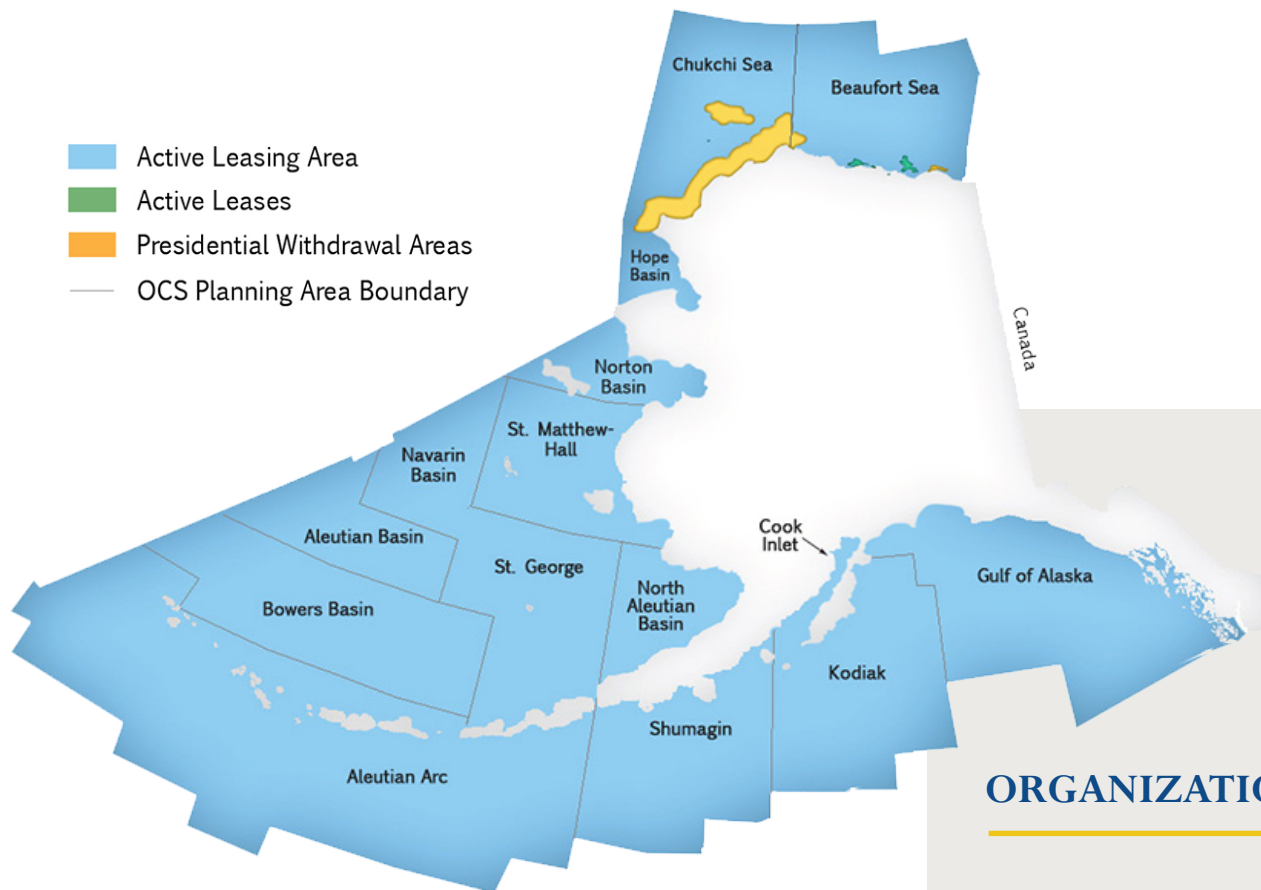 Active Leasing Area
Active Leases
Presidential Withdrawal Areas
OCS Planning Area Boundary
Chukchi Sea
Beaufort Sea
Hope
Basin
Canada
Norton
Basin
St. Matthew-
Hall
Navarin
Basin
Aleutian Basin
Cook
Inlet
St. George
Gulf of Alaska
North
Aleutian
Basin
Bowers Basin
Kodiak
Shumagin
Aleutian Arc